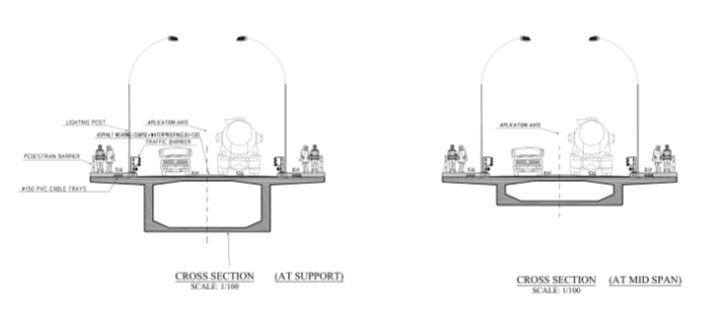 LIGHTING POST
APLICATION AXIS
ASPHALT WEARING COURSE+WATERPROOFING
TRAFFIC BARRIER
PEDESTRIAN BARRIER
#150 PVC CABLE TRAYS
CROSS SECTION (AT SUPPORT)
SCALE: 1/100
APLICATION AXIS
CROSS SECTION (AT MID SPAN)
SCALE: 1/100